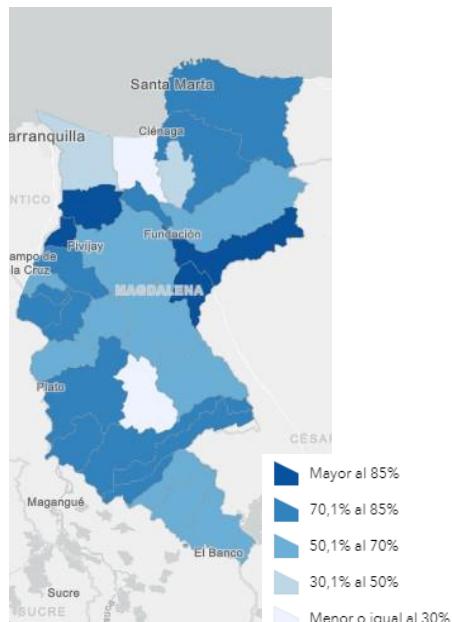 Santa Marta
Ciénaga
arranquilla
NTICO
Fundación
Pivijay
ampo de
la Cruz
MAGDALENA
Plato
CÉSAR
Magangué
El Banco
Sucre
SUCRE
Mayor al 85%
70,1% al 85%
50,1% al 70%
30,1% al 50%
Menor o igual al 30%